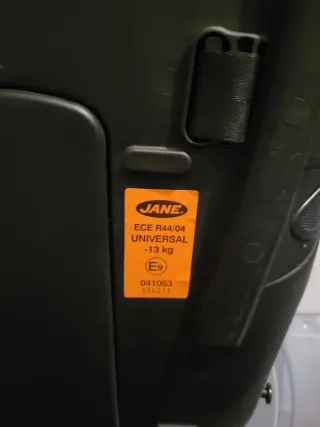 JANE
ECE R44/04
UNIVERSAL
-13 kg
E9
041063